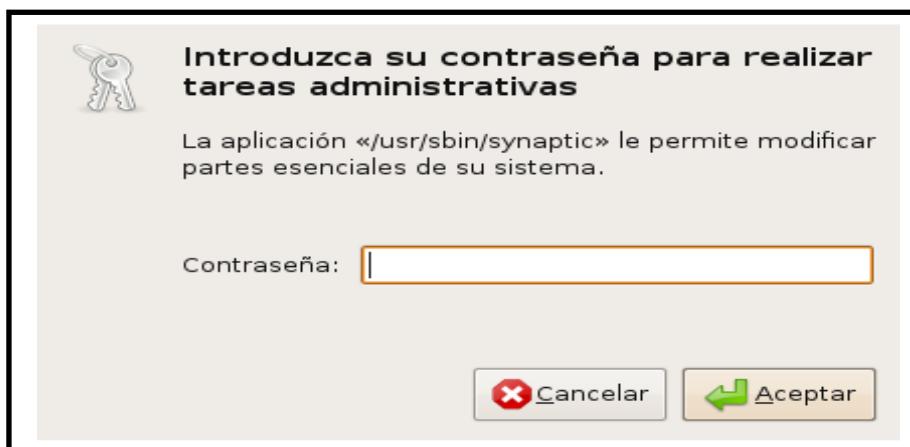 Introduzca su contraseña para realizar
tareas administrativas
La aplicación «/usr/sbin/synaptic» le permite modificar
partes esenciales de su sistema.
Contraseña:
Cancelar
Aceptar